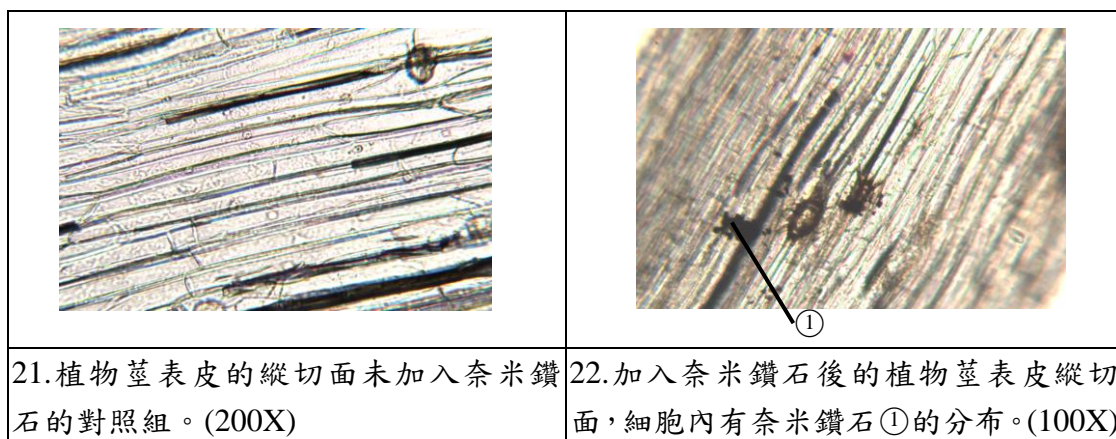 ①
21.植物莖表皮的縱切面未加入奈米鑽
石的對照組。(200X)
22.加入奈米鑽石後的植物莖表皮縱切
面，細胞內有奈米鑽石①的分布。(100X)